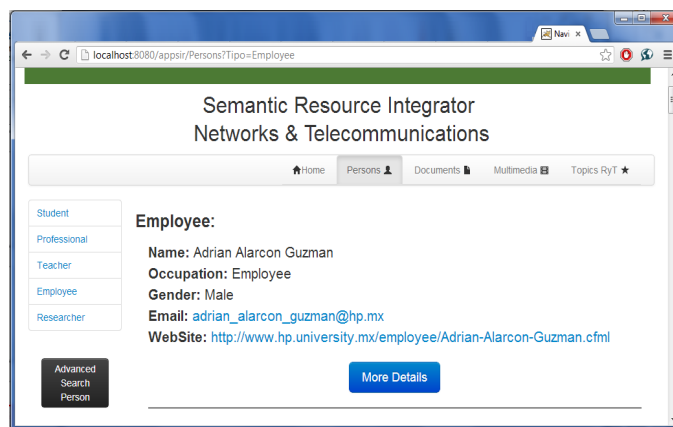 Navi
localhost:8080/appsir/Persons?Tipo=Employee
Semantic Resource Integrator
Networks & Telecommunications
Home Persons Documents Multimedia Topics RyT
Student
Professional
Teacher
Employee
Researcher
Advanced
Search
Person
Employee:
Name: Adrian Alarcon Guzman
Occupation: Employee
Gender: Male
Email: adrian_alarcon_guzman@hp.mx
WebSite: http://www.hp.university.mx/employee/Adrian-Alarcon-Guzman.cfml
More Details